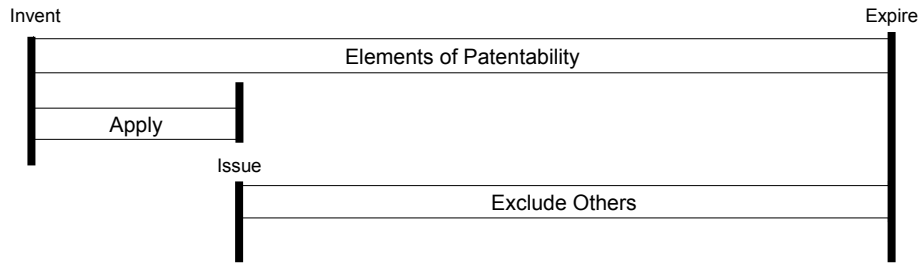 Invent
Expire
Elements of Patentability
Apply
Issue
Exclude Others